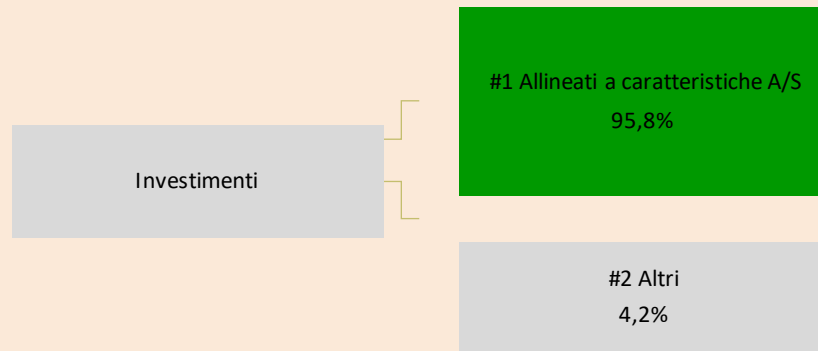 #1 Allineati a caratteristiche A/S
95,8%
Investimenti
#2 Altri
4,2%